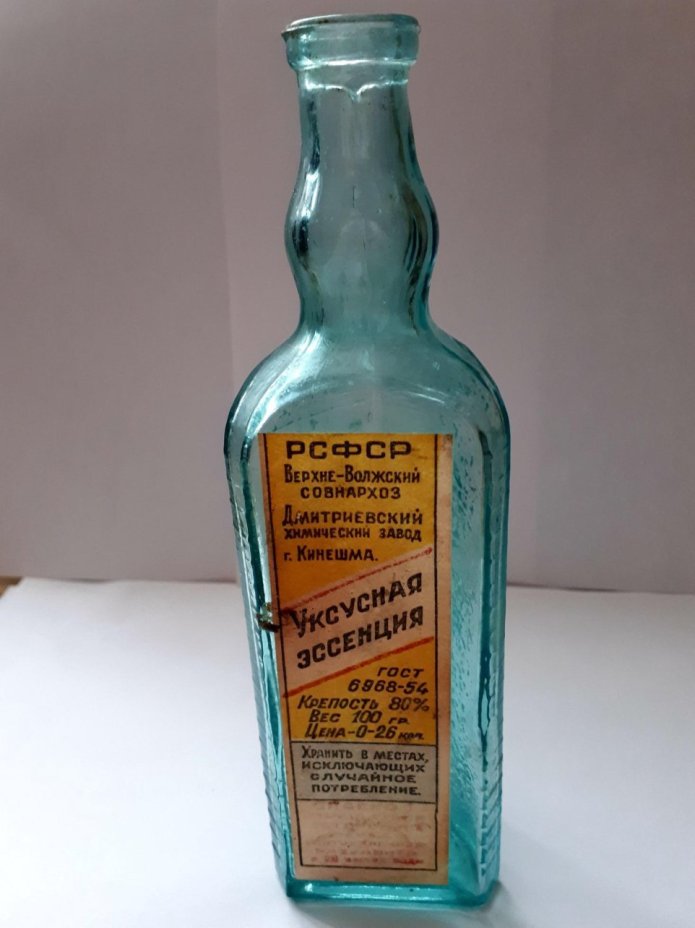 РСФСР
ВЕРХНЕ-ВОЛЖСКИЙ
СОВНАРХОЗ
ДМИТРИЕВСКИЙ
ХИМИЧЕСКИЙ ЗАВОД
г. КИНЕШМА.
УКСУСНАЯ
ЭССЕНЦИЯ
ГОСТ
6968-54
КРЕПОСТЬ 80%
ВЕС 100 ГР.
ЦЕНА-0-26 КОП.
ХРАНИТЬ В МЕСТАХ,
ИСКЛЮЧАЮЩИХ
СЛУЧАЙНОЕ
ПОТРЕБЛЕНИЕ.